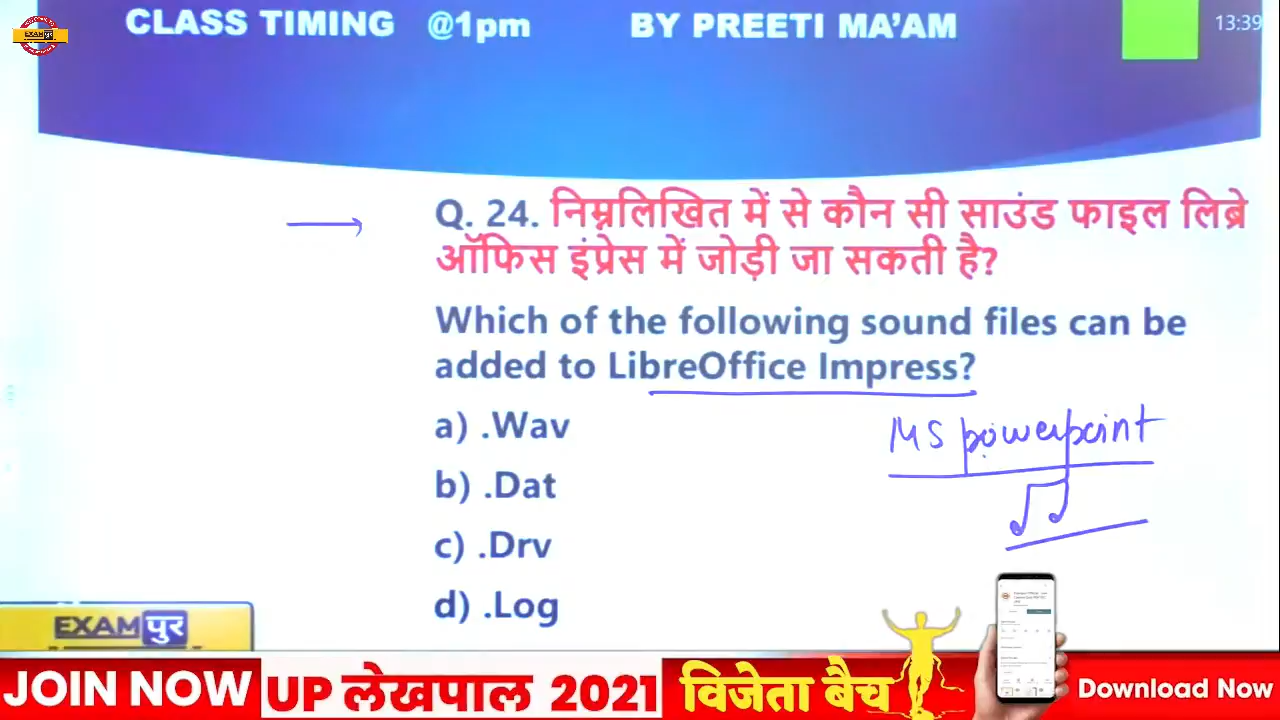 CLASS TIMING @1pm BY PREETI MA'AM
13:39
EXAM पुर
Q. 24. निम्नलिखित में से कौन सी साउंड फाइल लिब्रे
ऑफिस इंप्रेस में जोड़ी जा सकती है?
Which of the following sound files can be
added to LibreOffice Impress?
a) .Wav
b) .Dat
c) .Drv
d) .Log
MS powerpoint
EXAM पुर
JOIN NOW UP लेखपाल 2021 विजेता बैच Download Now